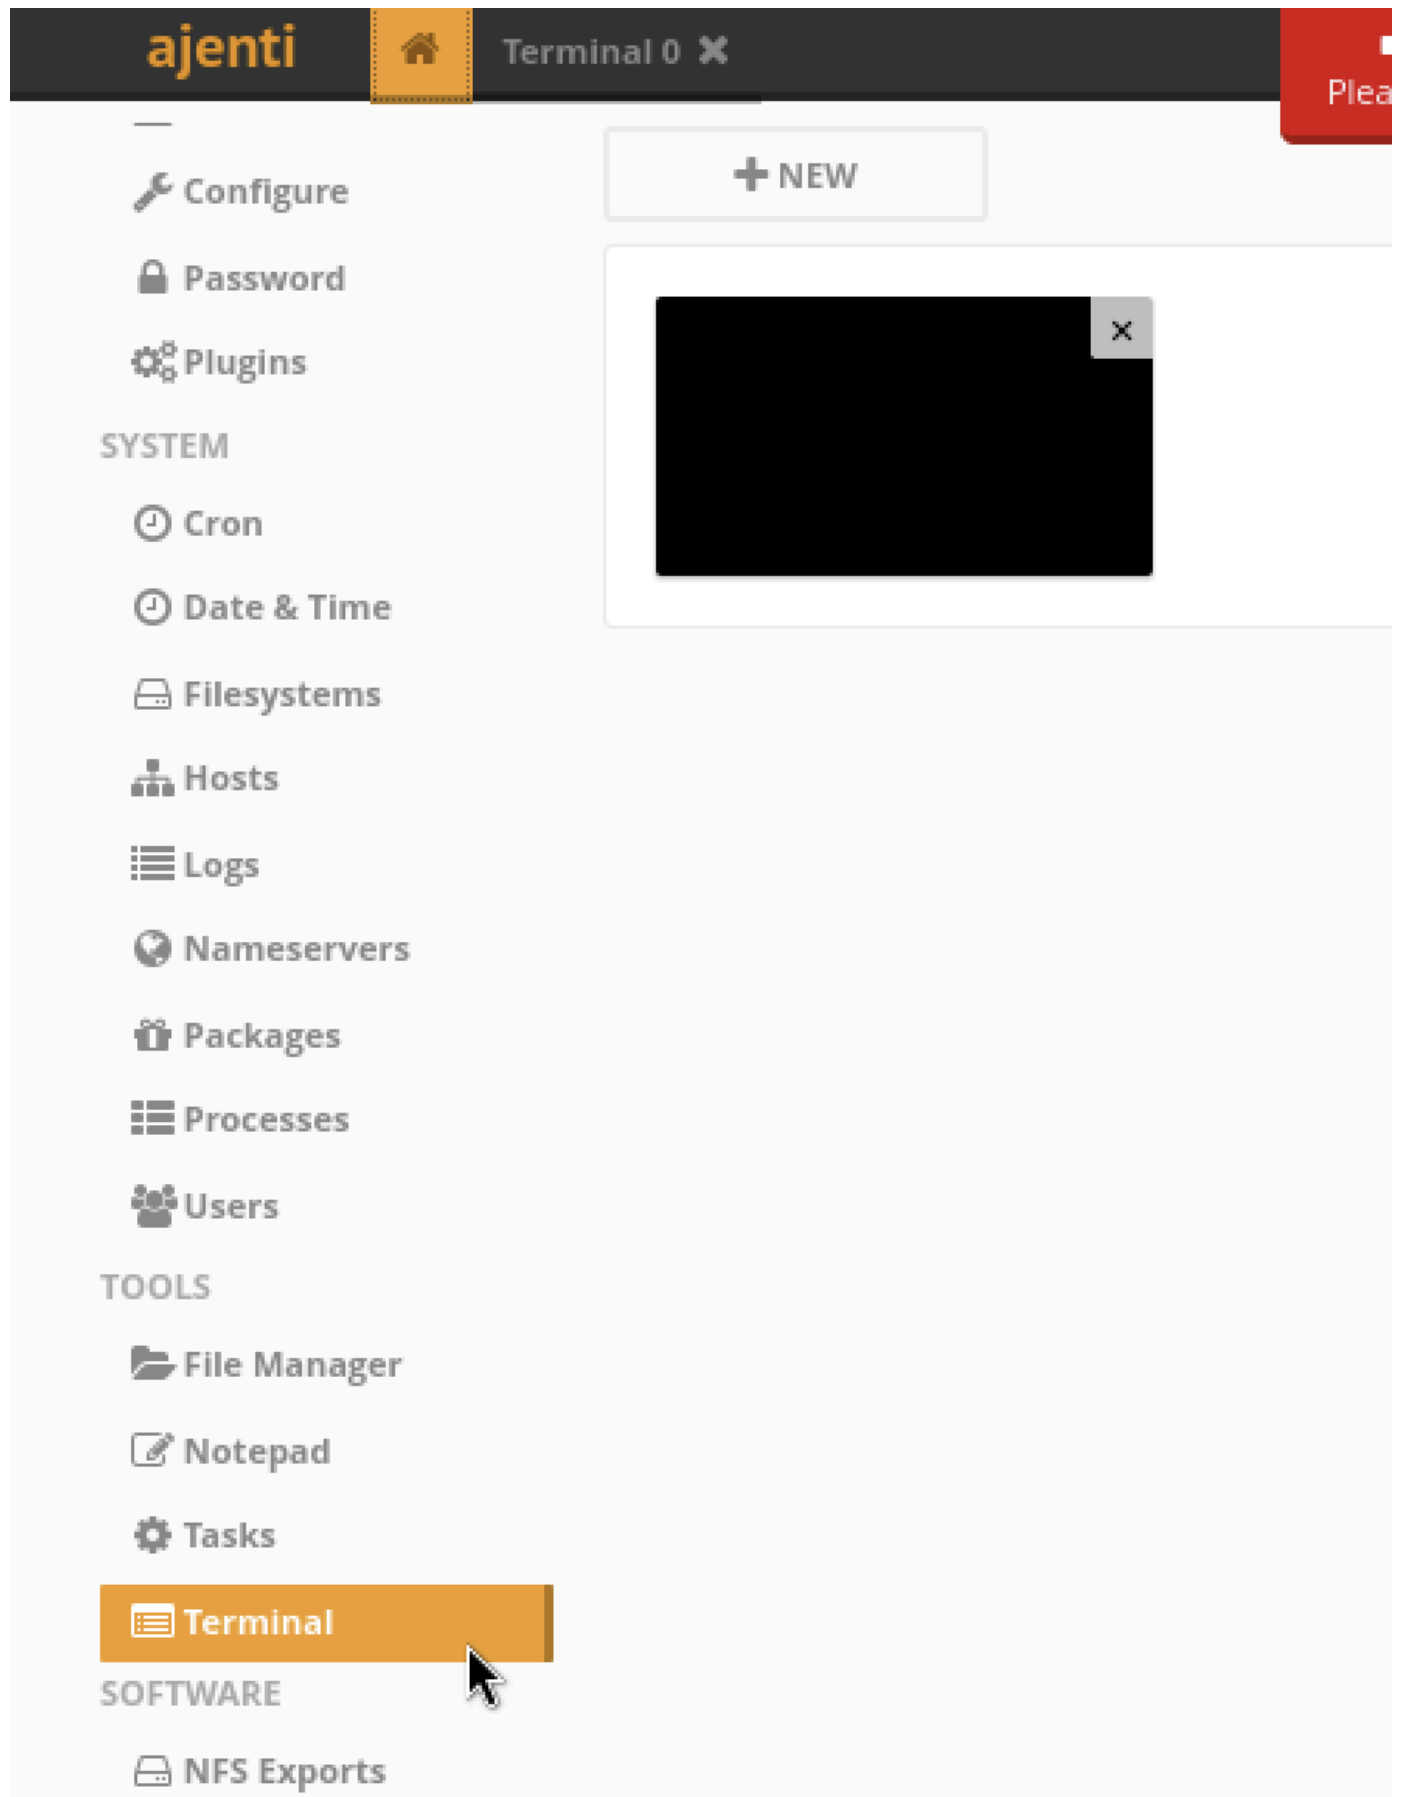 ajenti
Terminal 0
Plea
NEW
Configure
Password
Plugins
SYSTEM
Cron
Date & Time
Filesystems
Hosts
Logs
Nameservers
Packages
Processes
Users
TOOLS
File Manager
Notepad
Tasks
Terminal
SOFTWARE
NFS Exports